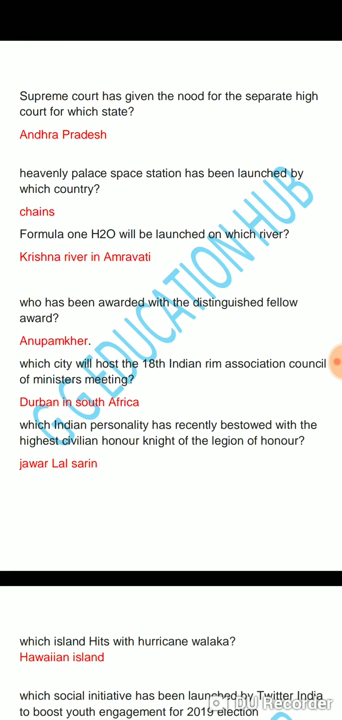 Supreme court has given the nood for the separate high
court for which state?
Andhra Pradesh
heavenly palace space station has been launched by
which country?
chains
Formula one H2O will be launched on which river?
Krishna river in Amravati
who has been awarded with the distinguished fellow
award?
Anupamkher.
which city will host the 18th Indian rim association council
of ministers meeting?
Durban in south Africa
which Indian personality has recently bestowed with the
highest civilian honour knight of the legion of honour?
jawar Lal sarin
G G EDUCATION HUB
which island Hits with hurricane walaka?
Hawaiian island
which social initiative has been launched by Twitter India
to boost youth engagement for 2019 election
DU Recorder